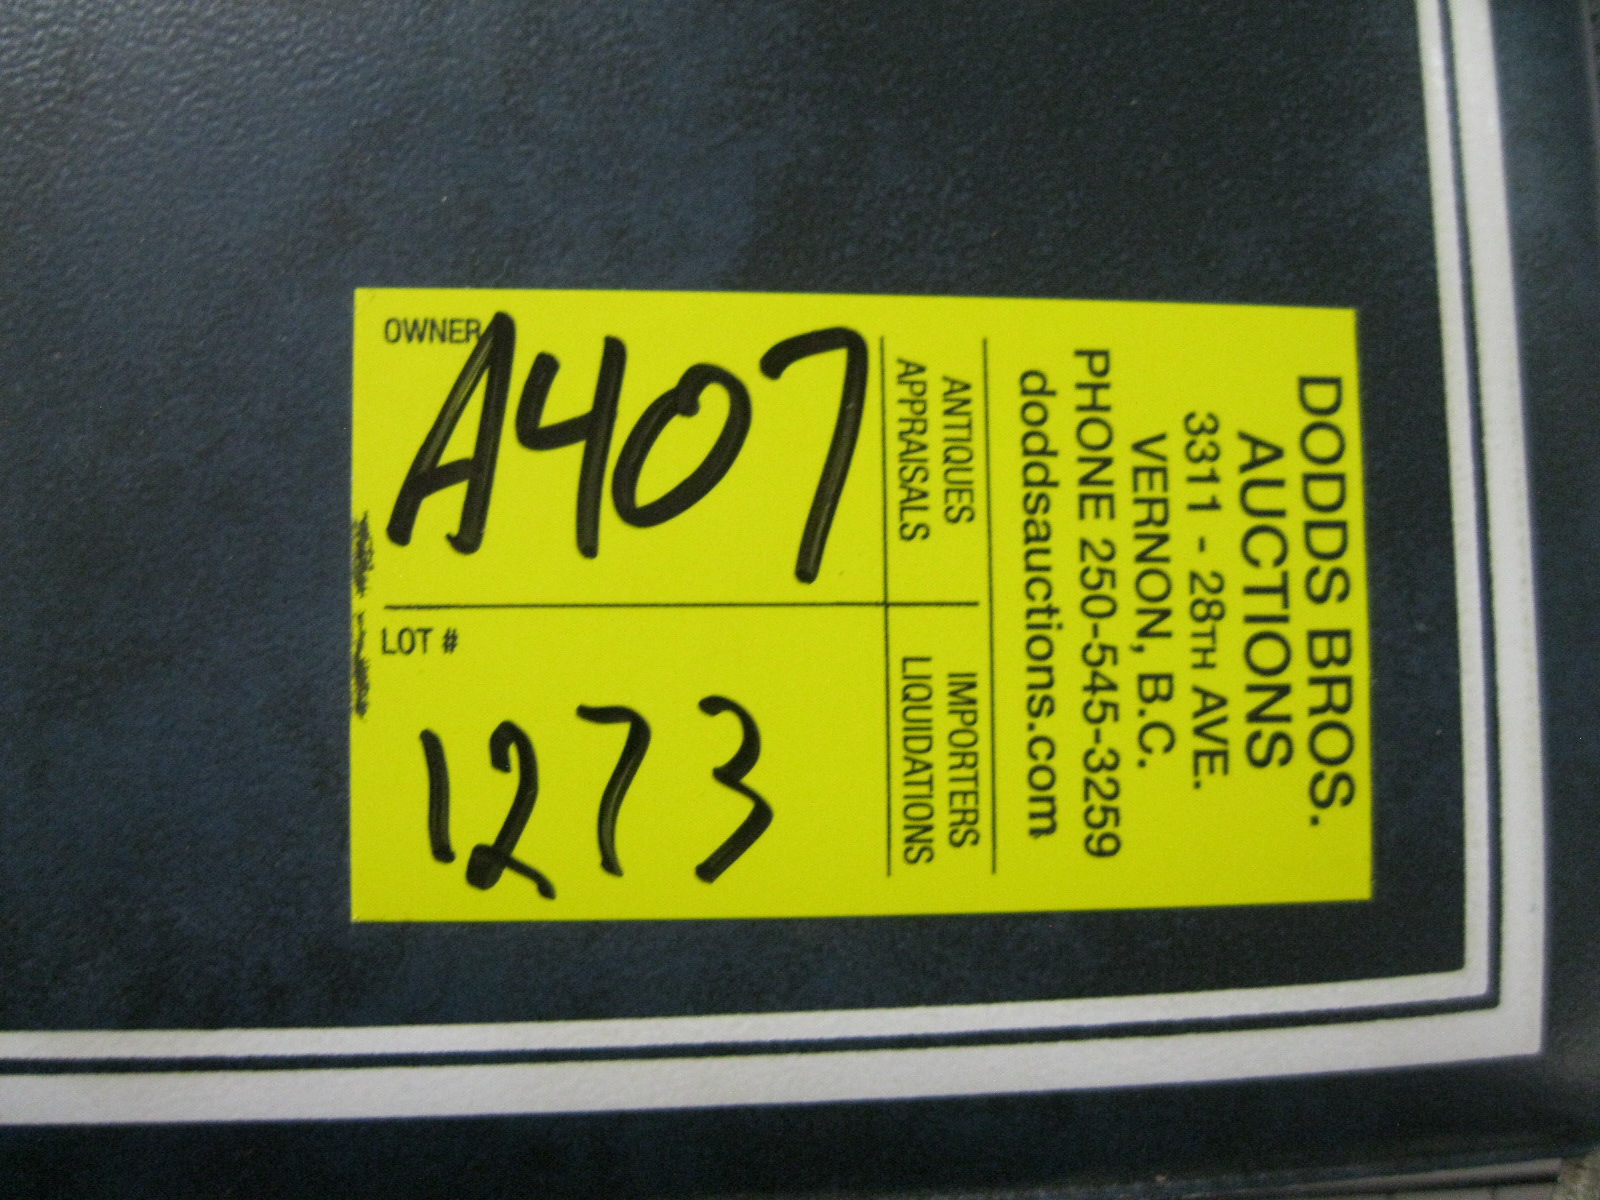 DODDS BROS.
AUCTIONS
3311 - 28TH AVE.
VERNON, B.C.
PHONE 250-545-3259
doddsauctions.com
ANTIQUES
APPRAISALS
IMPORTERS
LIQUIDATIONS
OWNER
A407
LOT #
1273